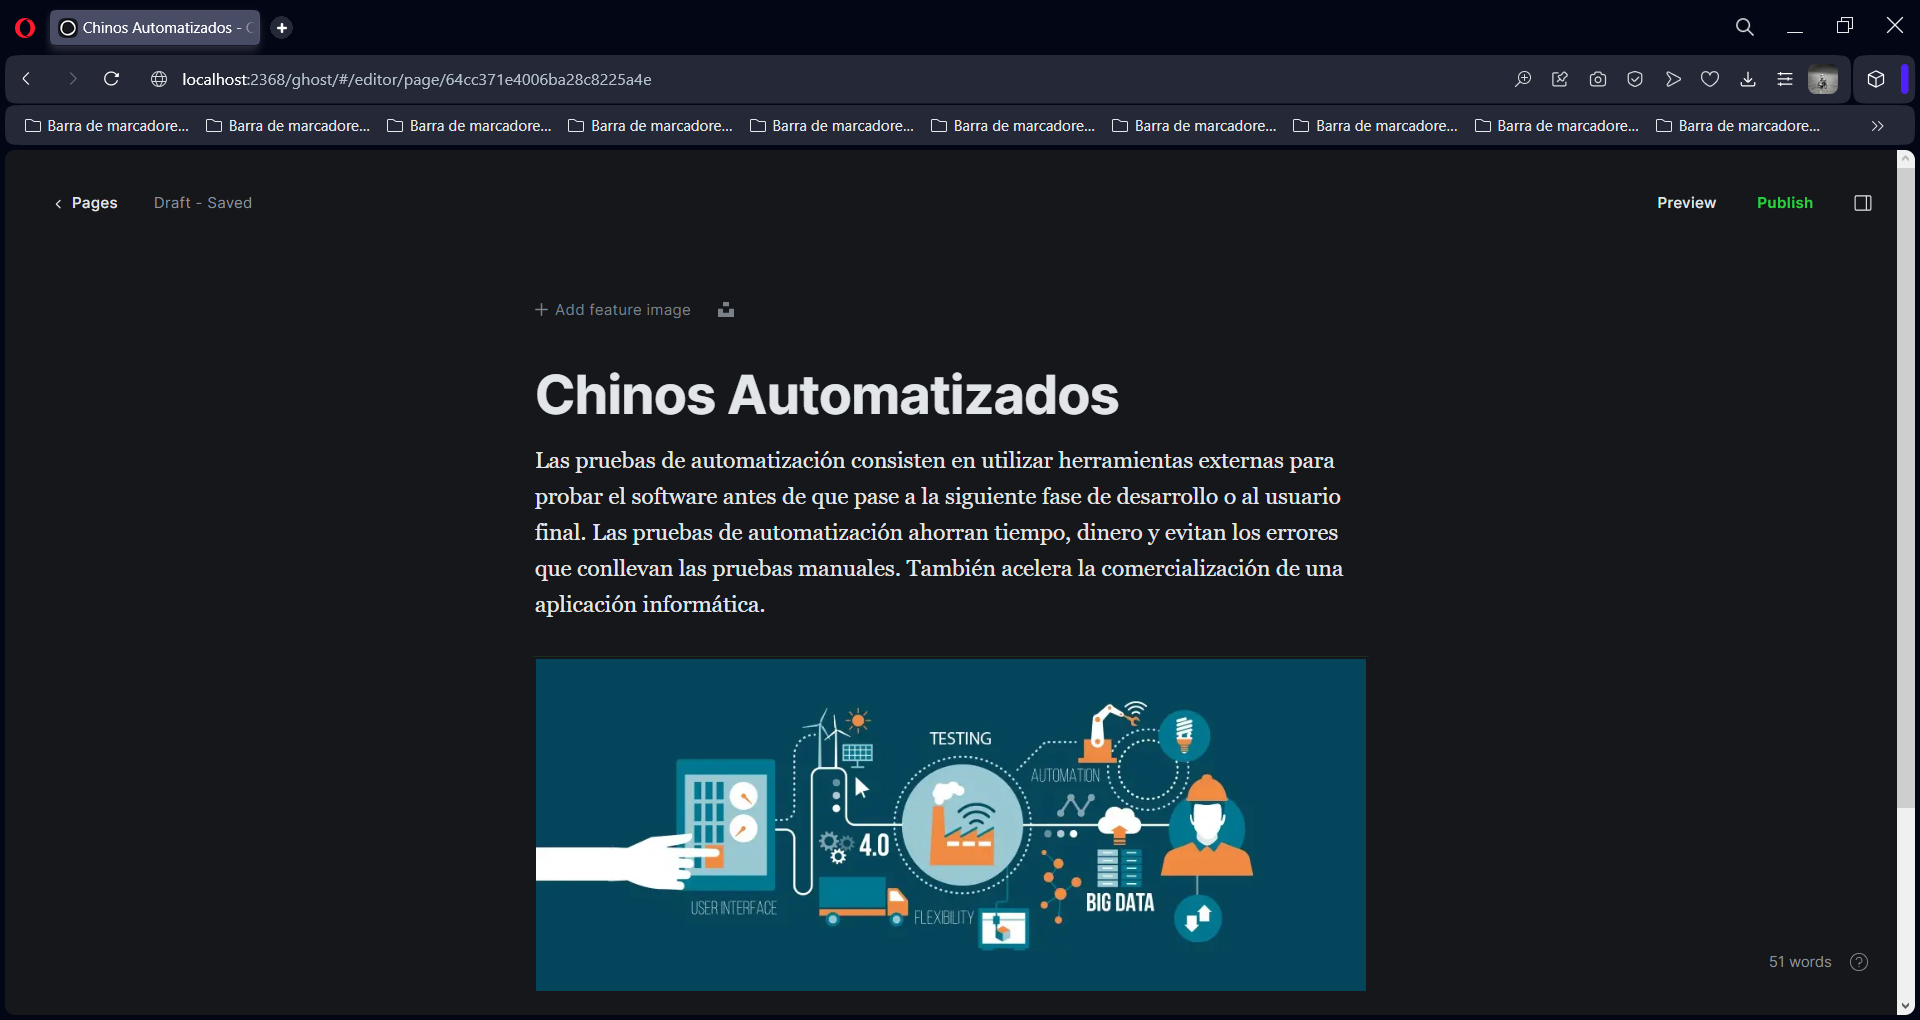 Chinos Automatizados -
localhost:2368/ghost/#/editor/page/64cc371e4006ba28c8225a4e
Barra de marcadore... Barra de marcadore... Barra de marcadore... Barra de marcadore... Barra de marcadore... Barra de marcadore... Barra de marcadore... Barra de marcadore... Barra de marcadore... Barra de marcadore...
Pages Draft - Saved Preview Publish
Add feature image
Chinos Automatizados
Las pruebas de automatización consisten en utilizar herramientas externas para
probar el software antes de que pase a la siguiente fase de desarrollo o al usuario
final. Las pruebas de automatización ahorran tiempo, dinero y evitan los errores
que conllevan las pruebas manuales. También acelera la comercialización de una
aplicación informática.
TESTING
AUTOMATION
4.0
BIG DATA
USER INTERFACE
FLEXIBILITY
51 words